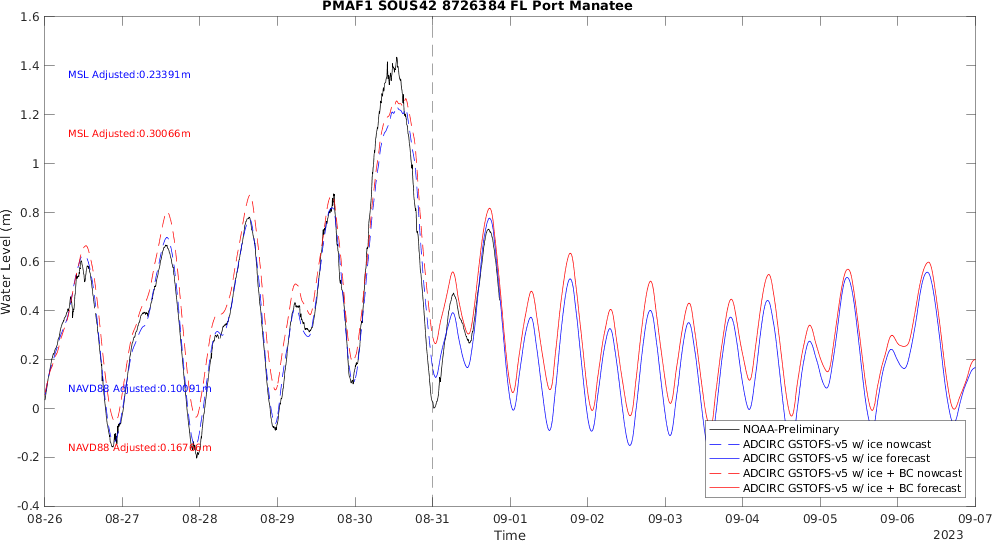 PMAF1 SOUS42 8726384 FL Port Manatee
1.6
1.4
1.2
1
0.8
0.6
0.4
0.2
0
-0.2
-0.4
Water Level (m)
MSL Adjusted:0.23391m
MSL Adjusted:0.30066m
NAVD88 Adjusted:0.10091m
NAVD88 Adjusted:
NOAA-Preliminary
ADCIRC GSTOFS-v5 w/ ice nowcast
ADCIRC GSTOFS-v5 w/ ice forecast
ADCIRC GSTOFS-v5 w/ ice + BC nowcast
ADCIRC GSTOFS-v5 w/ ice + BC forecast
08-26 08-27 08-28 08-29 08-30 08-31 09-01 09-02 09-03 09-04 09-05 09-06 09-07
Time
2023